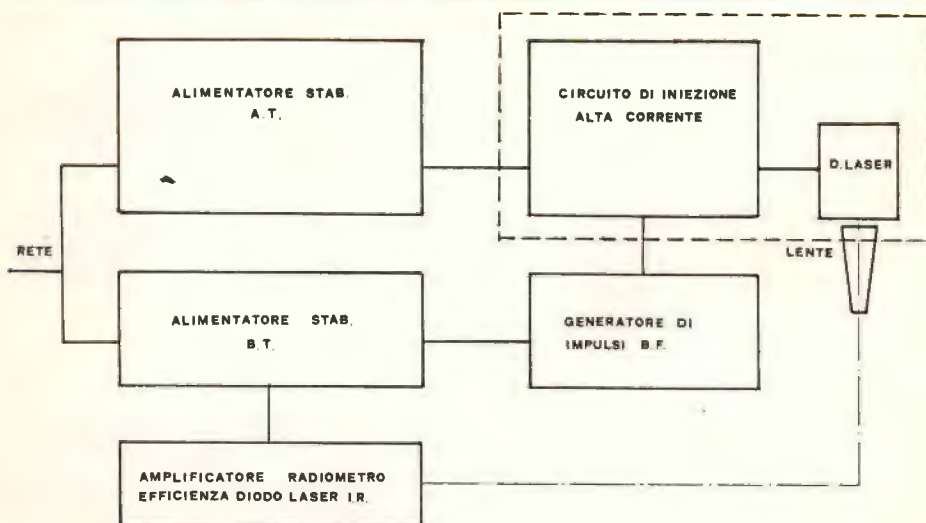 ALIMENTATORE STAB.
A.T.
CIRCUITO DI INIEZIONE
ALTA CORRENTE
D.LASER
RETE
LENTE
ALIMENTATORE STAB.
B.T.
GENERATORE DI
IMPULSI B.F.
AMPLIFICATORE RADIOMETRO
EFFICIENZA DIODO LASER I.R.